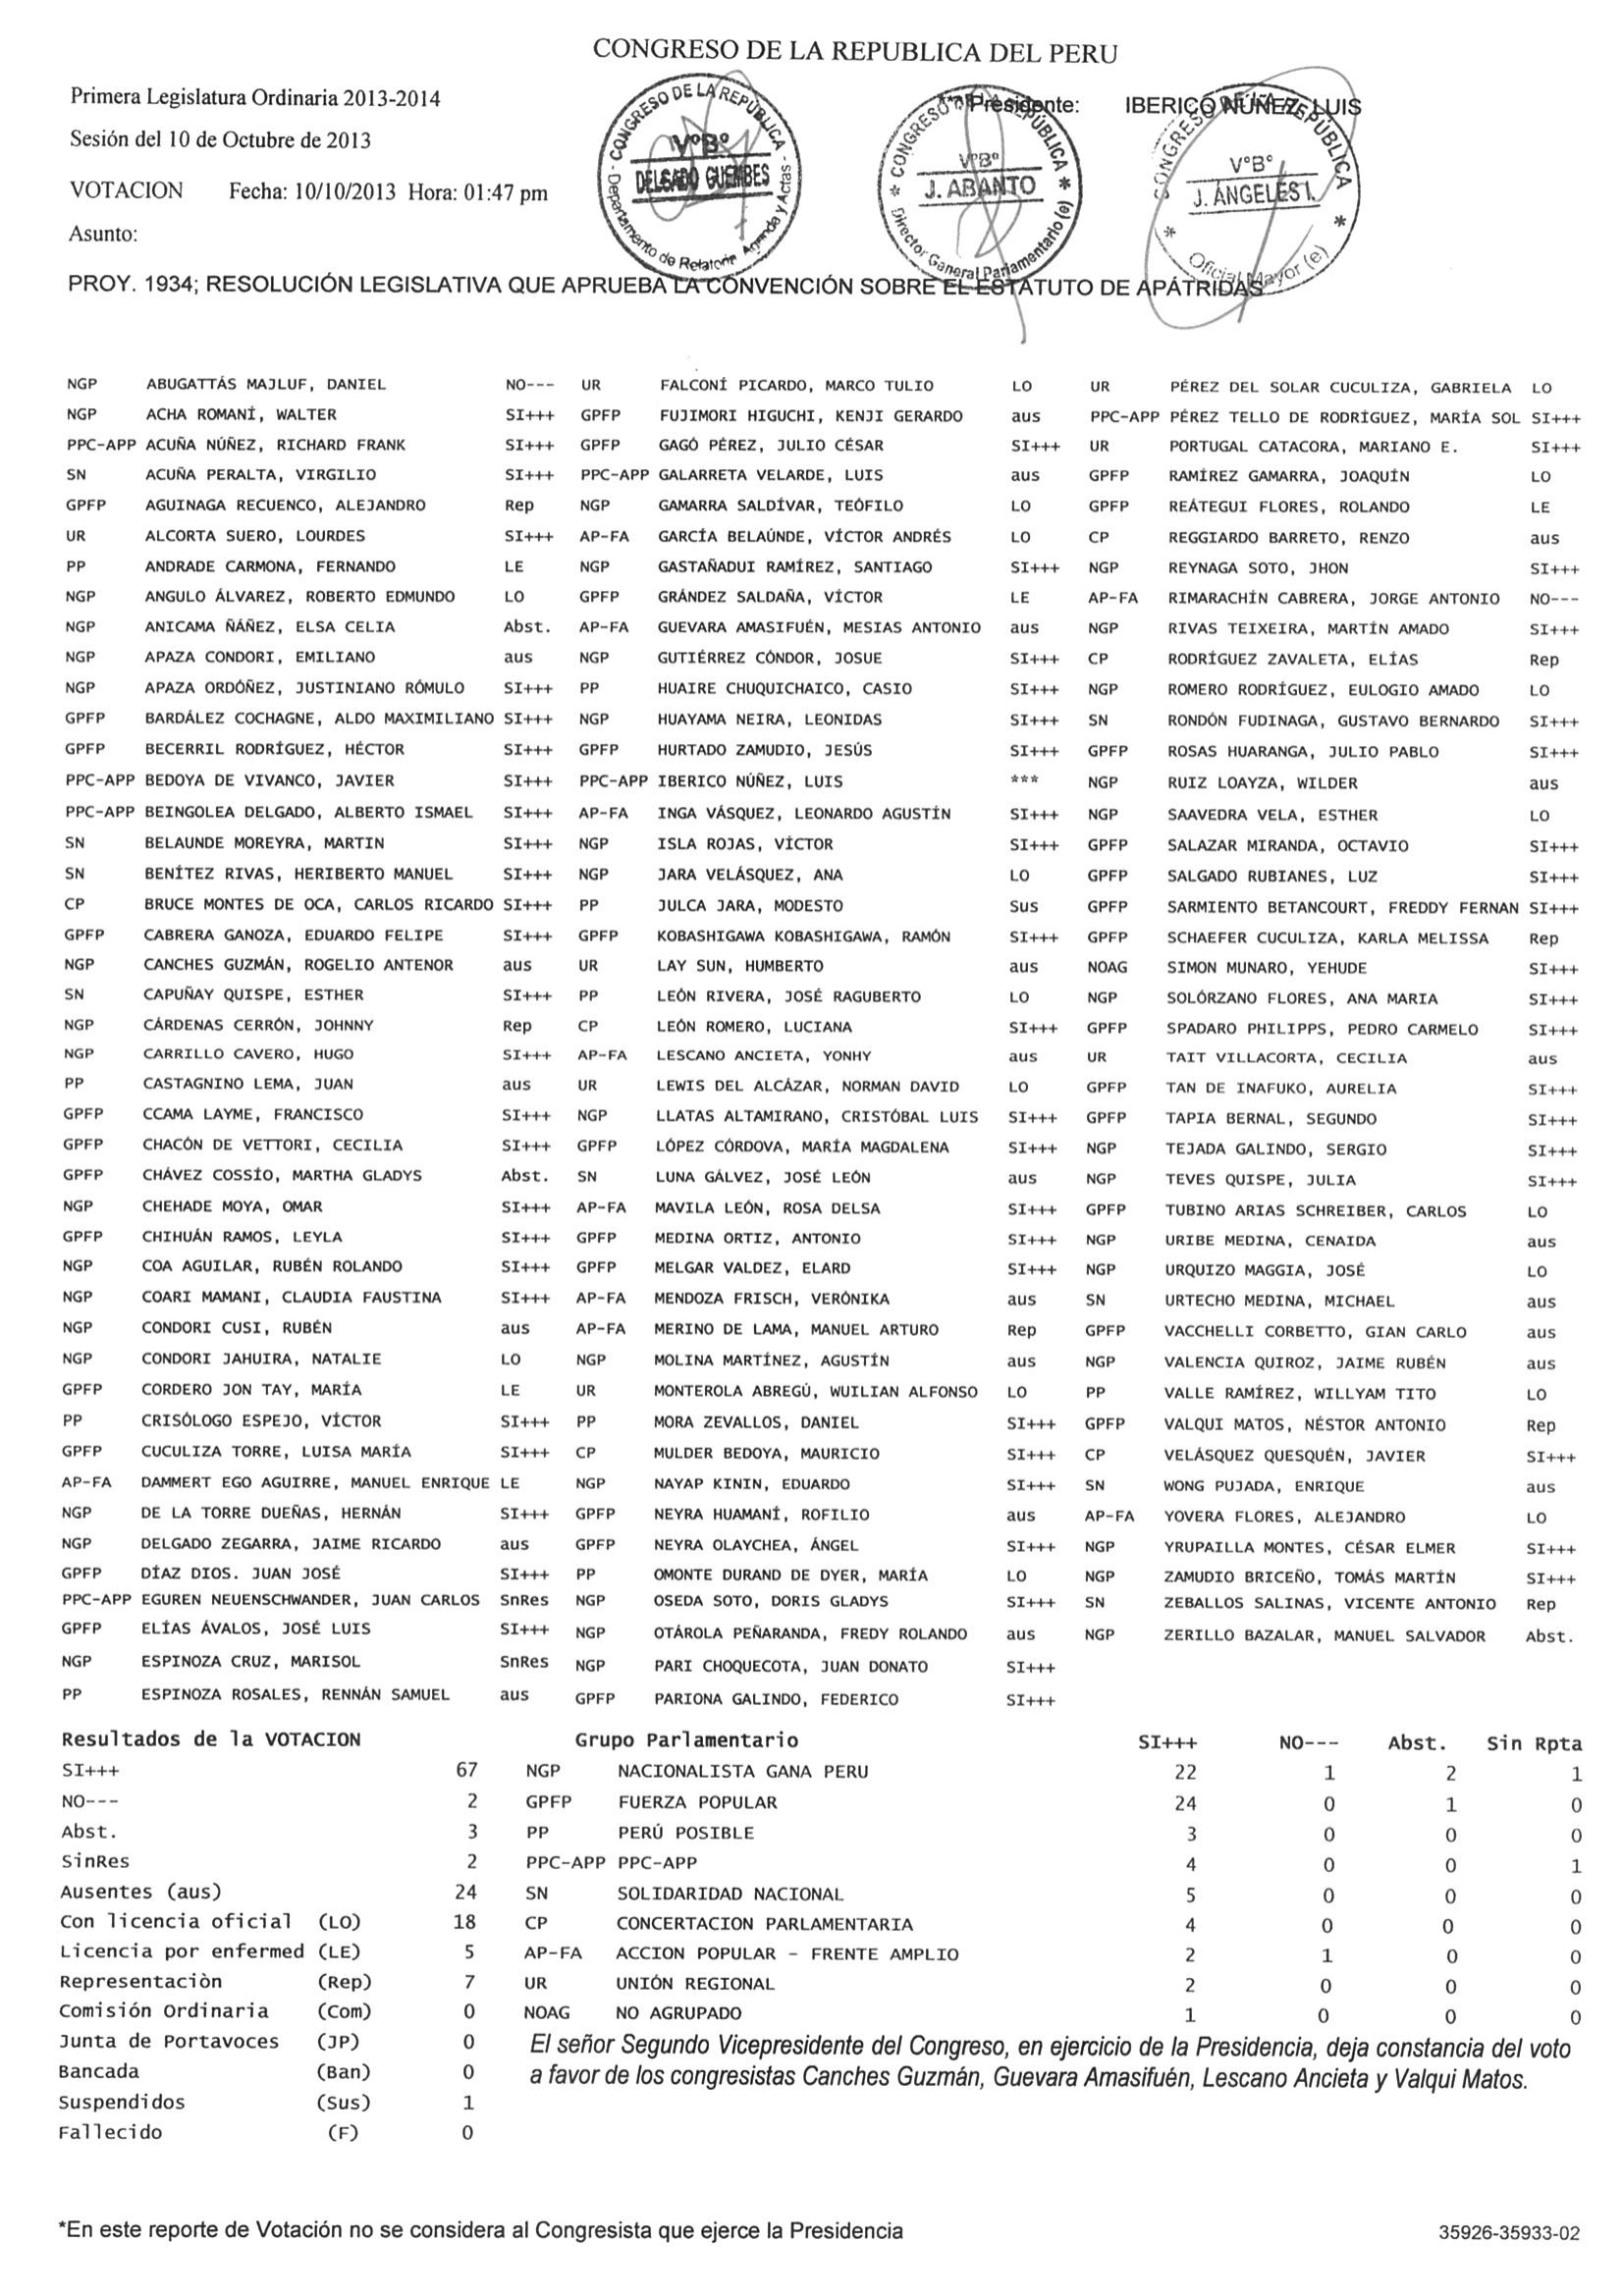 CONGRESO DE LA REPUBLICA DEL PERU
Primera Legislatura Ordinaria 2013-2014
Sesión del 10 de Octubre de 2013
VOTACION Fecha: 10/10/2013 Hora: 01:47 pm
Asunto:
Presidente: IBERICO NÚÑEZ, LUIS
CONGRESO DE LA REPÚBLICA
VºBº
DELGADO GUEMBES
Departamento de Relatoría Agenda y Actas
VºBº
J. ABANTO
Director General Parlamentario (e)
CONGRESO DE LA REPÚBLICA
VºBº
J. ÁNGELES I.
Oficial Mayor (e)
PROY. 1934; RESOLUCIÓN LEGISLATIVA QUE APRUEBA LA CONVENCIÓN SOBRE EL ESTATUTO DE APÁTRIDAS
NGP ABUGATTÁS MAJLUF, DANIEL NO--- UR FALCONÍ PICARDO, MARCO TULIO LO UR PÉREZ DEL SOLAR CUCULIZA, GABRIELA LO
NGP ACHA ROMANÍ, WALTER SI+++ GPFP FUJIMORI HIGUCHI, KENJI GERARDO aus PPC-APP PÉREZ TELLO DE RODRÍGUEZ, MARÍA SOL SI+++
PPC-APP ACUÑA NÚÑEZ, RICHARD FRANK SI+++ GPFP GAGÓ PÉREZ, JULIO CÉSAR SI+++ UR PORTUGAL CATACORA, MARIANO E. SI+++
SN ACUÑA PERALTA, VIRGILIO SI+++ PPC-APP GALARRETA VELARDE, LUIS aus GPFP RAMÍREZ GAMARRA, JOAQUÍN LO
GPFP AGUINAGA RECUENCO, ALEJANDRO Rep NGP GAMARRA SALDÍVAR, TEÓFILO LO GPFP REÁTEGUI FLORES, ROLANDO LE
UR ALCORTA SUERO, LOURDES SI+++ AP-FA GARCÍA BELAÚNDE, VÍCTOR ANDRÉS LO CP REGGIARDO BARRETO, RENZO aus
PP ANDRADE CARMONA, FERNANDO LE NGP GASTAÑADUI RAMÍREZ, SANTIAGO SI+++ NGP REYNAGA SOTO, JHON SI+++
NGP ANGULO ÁLVAREZ, ROBERTO EDMUNDO LO GPFP GRÁNDEZ SALDAÑA, VÍCTOR LE AP-FA RIMARACHÍN CABRERA, JORGE ANTONIO NO---
NGP ANICAMA ÑÁÑEZ, ELSA CELIA Abst. AP-FA GUEVARA AMASIFUÉN, MESIAS ANTONIO aus NGP RIVAS TEIXEIRA, MARTÍN AMADO SI+++
NGP APAZA CONDORI, EMILIANO aus NGP GUTIÉRREZ CÓNDOR, JOSUE SI+++ CP RODRÍGUEZ ZAVALETA, ELÍAS Rep
NGP APAZA ORDÓÑEZ, JUSTINIANO RÓMULO SI+++ PP HUAIRE CHUQUICHAICO, CASIO SI+++ NGP ROMERO RODRÍGUEZ, EULOGIO AMADO LO
GPFP BARDÁLEZ COCHAGNE, ALDO MAXIMILIANO SI+++ NGP HUAYAMA NEIRA, LEONIDAS SI+++ SN RONDÓN FUDINAGA, GUSTAVO BERNARDO SI+++
GPFP BECERRIL RODRÍGUEZ, HÉCTOR SI+++ GPFP HURTADO ZAMUDIO, JESÚS SI+++ GPFP ROSAS HUARANGA, JULIO PABLO SI+++
PPC-APP BEDOYA DE VIVANCO, JAVIER SI+++ PPC-APP IBERICO NÚÑEZ, LUIS *** NGP RUIZ LOAYZA, WILDER aus
PPC-APP BEINGOLEA DELGADO, ALBERTO ISMAEL SI+++ AP-FA INGA VÁSQUEZ, LEONARDO AGUSTÍN SI+++ NGP SAAVEDRA VELA, ESTHER LO
SN BELAUNDE MOREYRA, MARTIN SI+++ NGP ISLA ROJAS, VÍCTOR SI+++ GPFP SALAZAR MIRANDA, OCTAVIO SI+++
SN BENÍTEZ RIVAS, HERIBERTO MANUEL SI+++ NGP JARA VELÁSQUEZ, ANA LO GPFP SALGADO RUBIANES, LUZ SI+++
CP BRUCE MONTES DE OCA, CARLOS RICARDO SI+++ PP JULCA JARA, MODESTO Sus GPFP SARMIENTO BETANCOURT, FREDDY FERNAN SI+++
GPFP CABRERA GANOZA, EDUARDO FELIPE SI+++ GPFP KOBASHIGAWA KOBASHIGAWA, RAMÓN SI+++ GPFP SCHAEFER CUCULIZA, KARLA MELISSA Rep
NGP CANCHES GUZMÁN, ROGELIO ANTENOR aus UR LAY SUN, HUMBERTO aus NOAG SIMON MUNARO, YEHUDE SI+++
SN CAPUÑAY QUISPE, ESTHER SI+++ PP LEÓN RIVERA, JOSÉ RAGUBERTO LO NGP SOLÓRZANO FLORES, ANA MARIA SI+++
NGP CÁRDENAS CERRÓN, JOHNNY Rep CP LEÓN ROMERO, LUCIANA SI+++ GPFP SPADARO PHILIPPS, PEDRO CARMELO SI+++
NGP CARRILLO CAVERO, HUGO SI+++ AP-FA LESCANO ANCIETA, YONHY aus UR TAIT VILLACORTA, CECILIA aus
PP CASTAGNINO LEMA, JUAN aus UR LEWIS DEL ALCÁZAR, NORMAN DAVID LO GPFP TAN DE INAFUKO, AURELIA SI+++
GPFP CCAMA LAYME, FRANCISCO SI+++ NGP LLATAS ALTAMIRANO, CRISTÓBAL LUIS SI+++ GPFP TAPIA BERNAL, SEGUNDO SI+++
GPFP CHACÓN DE VETTORI, CECILIA SI+++ GPFP LÓPEZ CÓRDOVA, MARÍA MAGDALENA SI+++ NGP TEJADA GALINDO, SERGIO SI+++
GPFP CHÁVEZ COSSÍO, MARTHA GLADYS Abst. SN LUNA GÁLVEZ, JOSÉ LEÓN aus NGP TEVES QUISPE, JULIA SI+++
NGP CHEHADE MOYA, OMAR SI+++ AP-FA MAVILA LEÓN, ROSA DELSA SI+++ GPFP TUBINO ARIAS SCHREIBER, CARLOS LO
GPFP CHIHUÁN RAMOS, LEYLA SI+++ GPFP MEDINA ORTIZ, ANTONIO SI+++ NGP URIBE MEDINA, CENAIDA aus
NGP COA AGUILAR, RUBÉN ROLANDO SI+++ GPFP MELGAR VALDEZ, ELARD SI+++ NGP URQUIZO MAGGIA, JOSÉ LO
NGP COARI MAMANI, CLAUDIA FAUSTINA SI+++ AP-FA MENDOZA FRISCH, VERÓNIKA aus SN URTECHO MEDINA, MICHAEL aus
NGP CONDORI CUSI, RUBÉN aus AP-FA MERINO DE LAMA, MANUEL ARTURO Rep GPFP VACCHELLI CORBETTO, GIAN CARLO aus
NGP CONDORI JAHUIRA, NATALIE LO NGP MOLINA MARTÍNEZ, AGUSTÍN aus NGP VALENCIA QUIROZ, JAIME RUBÉN aus
GPFP CORDERO JON TAY, MARÍA LE UR MONTEROLA ABREGÚ, WUILIAN ALFONSO LO PP VALLE RAMÍREZ, WILLYAM TITO LO
PP CRISÓLOGO ESPEJO, VÍCTOR SI+++ PP MORA ZEVALLOS, DANIEL SI+++ GPFP VALQUI MATOS, NÉSTOR ANTONIO Rep
GPFP CUCULIZA TORRE, LUISA MARÍA SI+++ CP MULDER BEDOYA, MAURICIO SI+++ CP VELÁSQUEZ QUESQUÉN, JAVIER SI+++
AP-FA DAMMERT EGO AGUIRRE, MANUEL ENRIQUE LE NGP NAYAP KININ, EDUARDO SI+++ SN WONG PUJADA, ENRIQUE aus
NGP DE LA TORRE DUEÑAS, HERNÁN SI+++ GPFP NEYRA HUAMANÍ, ROFILIO aus AP-FA YOVERA FLORES, ALEJANDRO LO
NGP DELGADO ZEGARRA, JAIME RICARDO aus GPFP NEYRA OLAYCHEA, ÁNGEL SI+++ NGP YRUPAILLA MONTES, CÉSAR ELMER SI+++
GPFP DÍAZ DIOS. JUAN JOSÉ SI+++ PP OMONTE DURAND DE DYER, MARÍA LO NGP ZAMUDIO BRICEÑO, TOMÁS MARTÍN SI+++
PPC-APP EGUREN NEUENSCHWANDER, JUAN CARLOS SnRes NGP OSEDA SOTO, DORIS GLADYS SI+++ SN ZEBALLOS SALINAS, VICENTE ANTONIO Rep
GPFP ELÍAS ÁVALOS, JOSÉ LUIS SI+++ NGP OTÁROLA PEÑARANDA, FREDY ROLANDO aus NGP ZERILLO BAZALAR, MANUEL SALVADOR Abst.
NGP ESPINOZA CRUZ, MARISOL SnRes NGP PARI CHOQUECOTA, JUAN DONATO SI+++
PP ESPINOZA ROSALES, RENNÁN SAMUEL aus GPFP PARIONA GALINDO, FEDERICO SI+++
Resultados de la VOTACION Grupo Parlamentario SI+++ NO--- Abst. Sin Rpta
SI+++ 67 NGP NACIONALISTA GANA PERU 22 1 2 1
NO--- 2 GPFP FUERZA POPULAR 24 0 1 0
Abst. 3 PP PERÚ POSIBLE 3 0 0 0
SinRes 2 PPC-APP PPC-APP 4 0 0 1
Ausentes (aus) 24 SN SOLIDARIDAD NACIONAL 5 0 0 0
Con licencia oficial (LO) 18 CP CONCERTACION PARLAMENTARIA 4 0 0 0
Licencia por enfermed (LE) 5 AP-FA ACCION POPULAR - FRENTE AMPLIO 2 1 0 0
Representaciòn (Rep) 7 UR UNIÓN REGIONAL 2 0 0 0
Comisión Ordinaria (Com) 0 NOAG NO AGRUPADO 1 0 0 0
Junta de Portavoces (JP) 0
Bancada (Ban) 0
Suspendidos (Sus) 1
Fallecido (F) 0
El señor Segundo Vicepresidente del Congreso, en ejercicio de la Presidencia, deja constancia del voto
a favor de los congresistas Canches Guzmán, Guevara Amasifuén, Lescano Ancieta y Valqui Matos.
*En este reporte de Votación no se considera al Congresista que ejerce la Presidencia 35926-35933-02